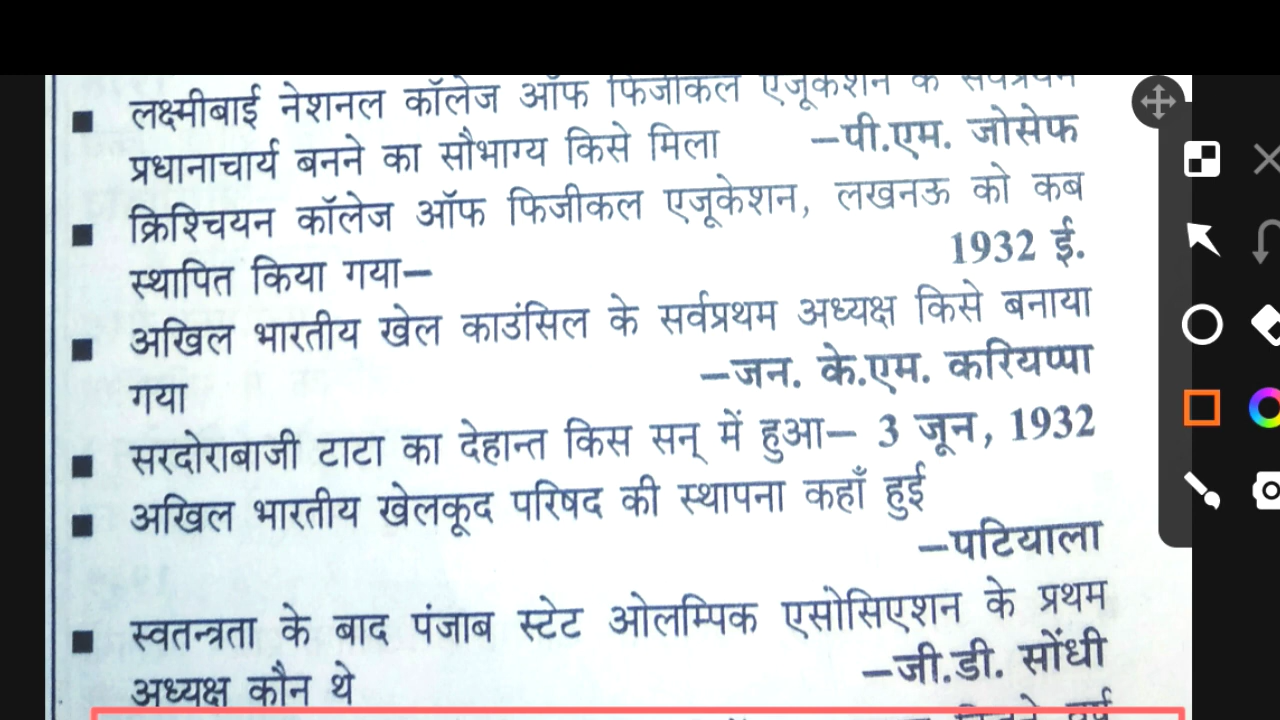 लक्ष्मीबाई नेशनल कॉलेज ऑफ फिजीकल एजूकेशन के सर्वप्रथम
प्रधानाचार्य बनने का सौभाग्य किसे मिला –पी.एम. जोसेफ
क्रिश्चियन कॉलेज ऑफ फिजीकल एजूकेशन, लखनऊ को कब
स्थापित किया गया– 1932 ई.
अखिल भारतीय खेल काउंसिल के सर्वप्रथम अध्यक्ष किसे बनाया
गया –जन. के.एम. करियप्पा
सरदोराबाजी टाटा का देहान्त किस सन् में हुआ– 3 जून, 1932
अखिल भारतीय खेलकूद परिषद की स्थापना कहाँ हुई
–पटियाला
स्वतन्त्रता के बाद पंजाब स्टेट ओलम्पिक एसोसिएशन के प्रथम
अध्यक्ष कौन थे –जी.डी. सोंधी